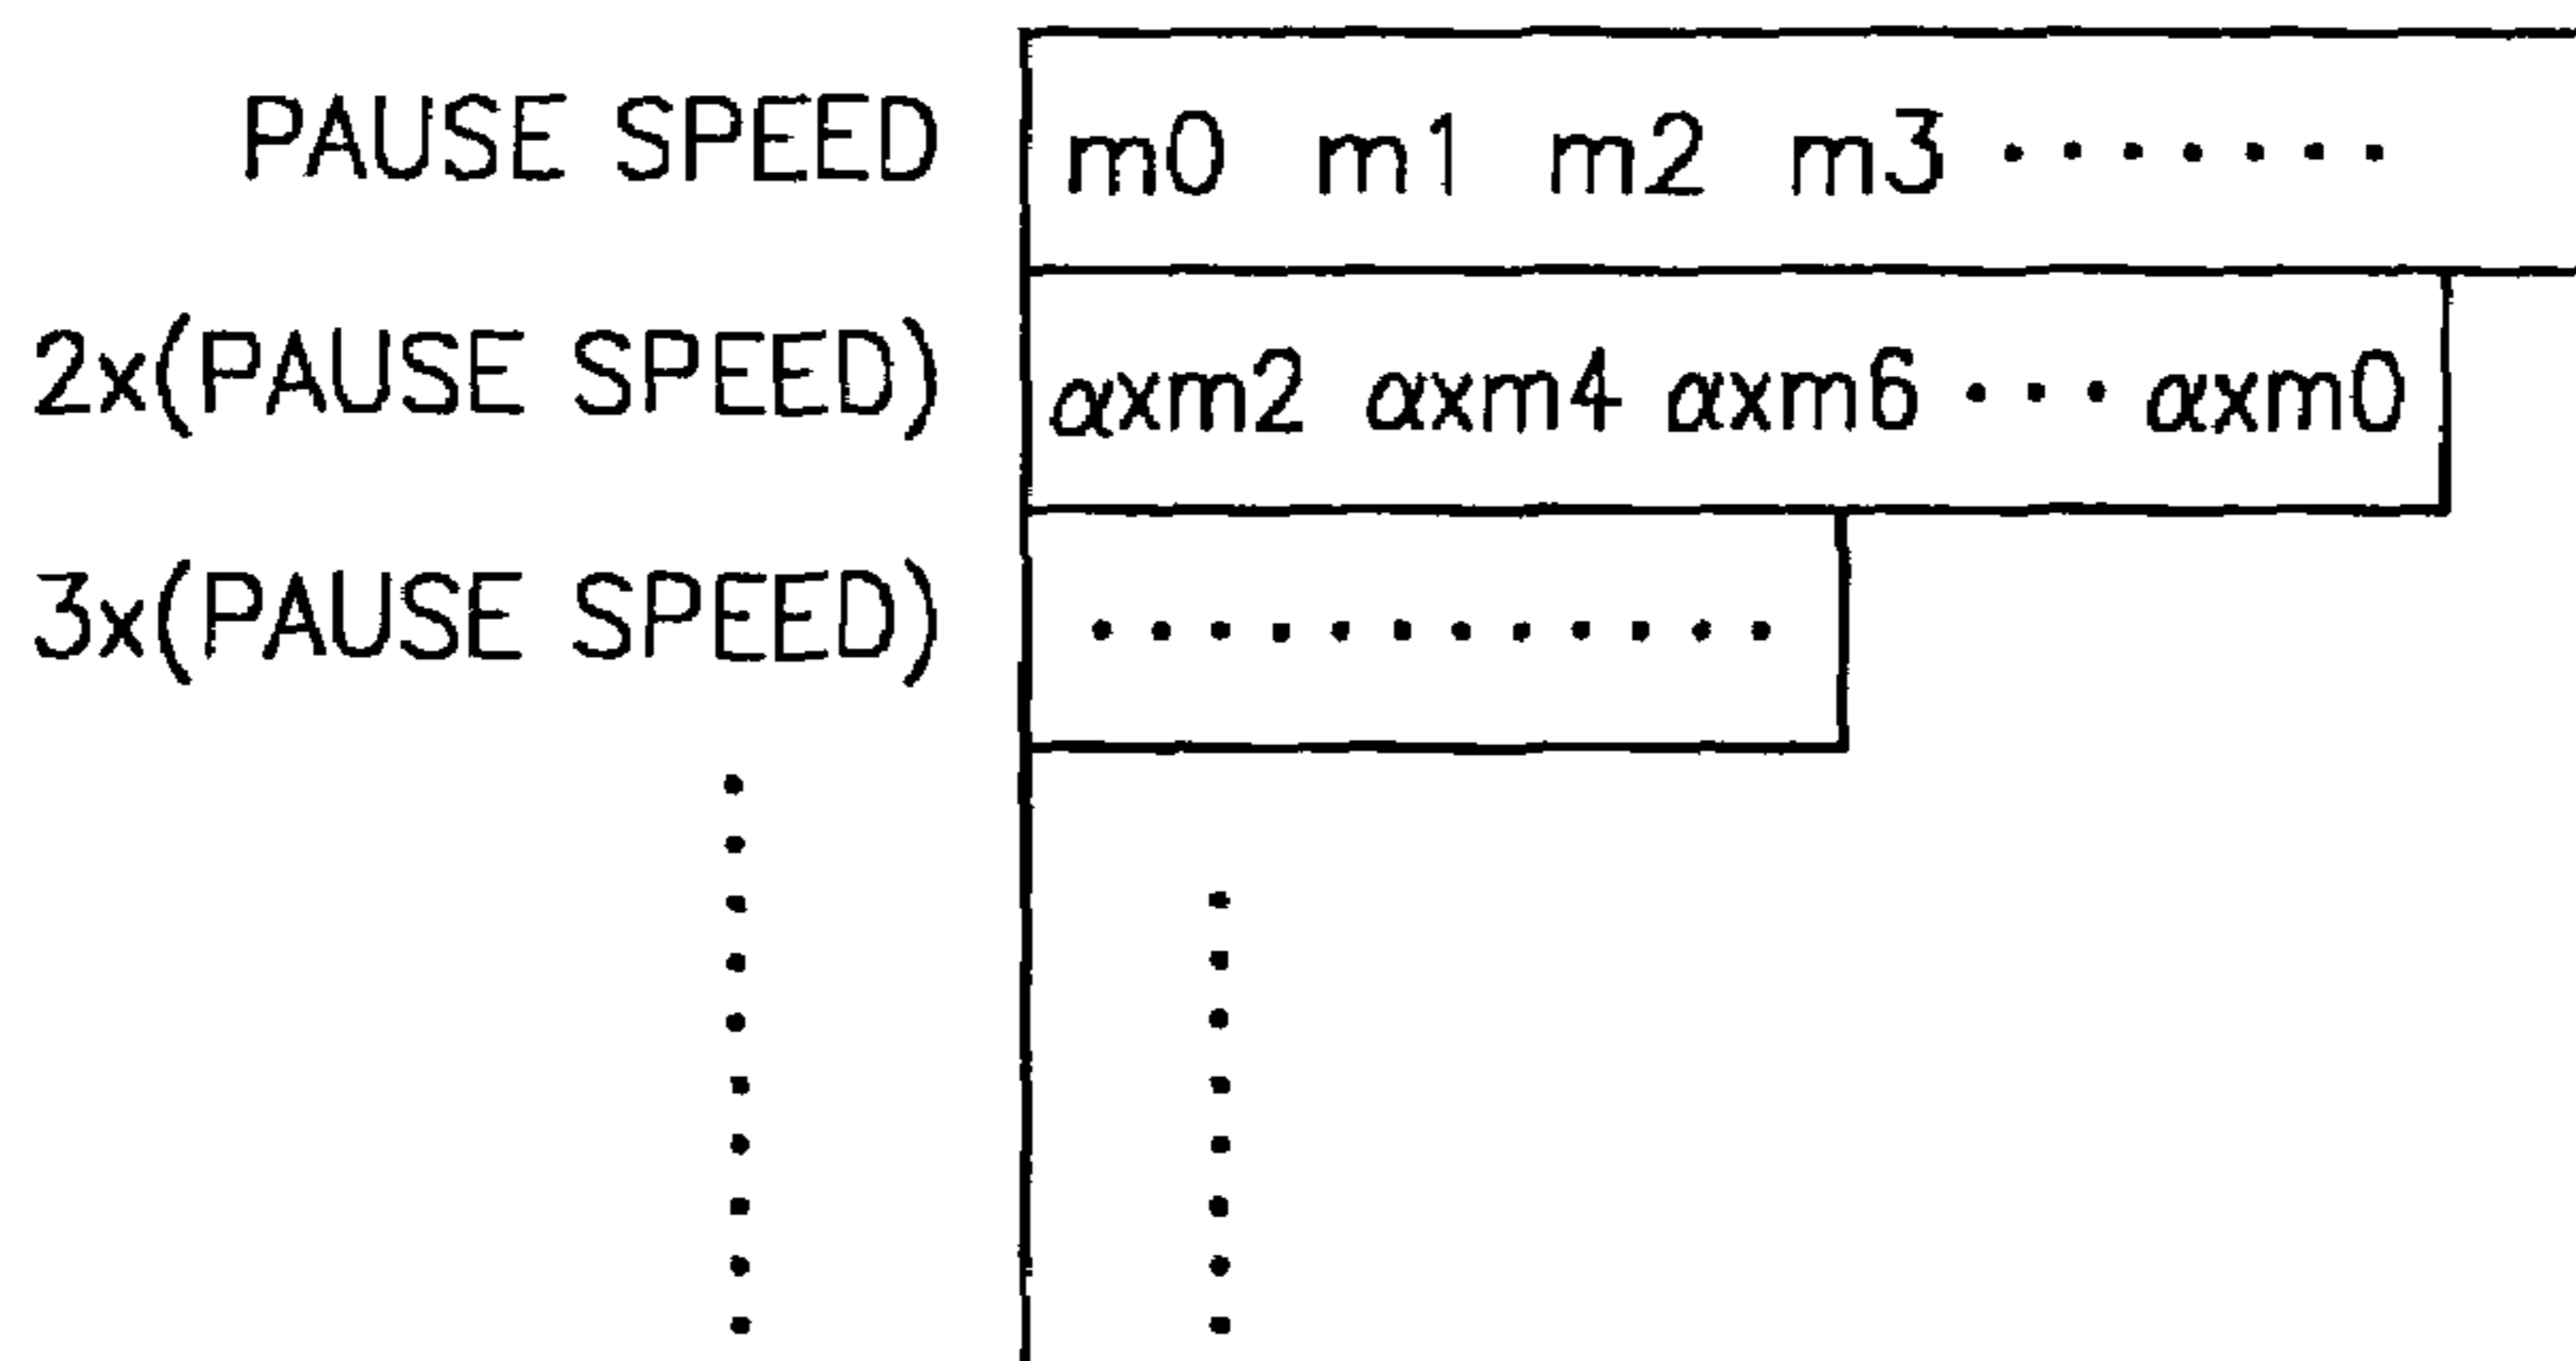 PAUSE SPEED m0 m1 m2 m3 ·······
2x(PAUSE SPEED) αxm2 αxm4 αxm6 ··· αxm0
3x(PAUSE SPEED) ············